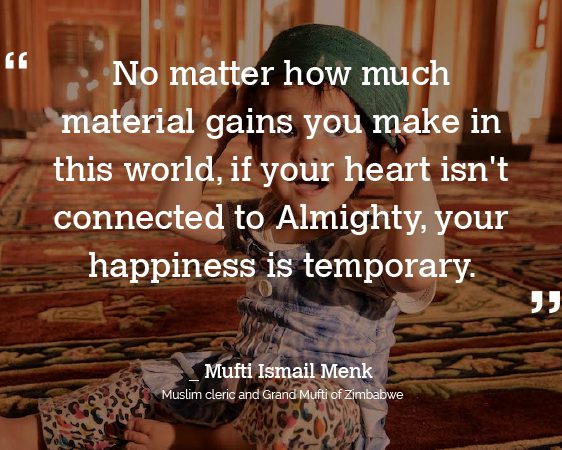 “
No matter how much
material gains you make in
this world, if your heart isn't
connected to Almighty, your
happiness is temporary.
”
_ Mufti Ismail Menk
Muslim cleric and Grand Mufti of Zimbabwe